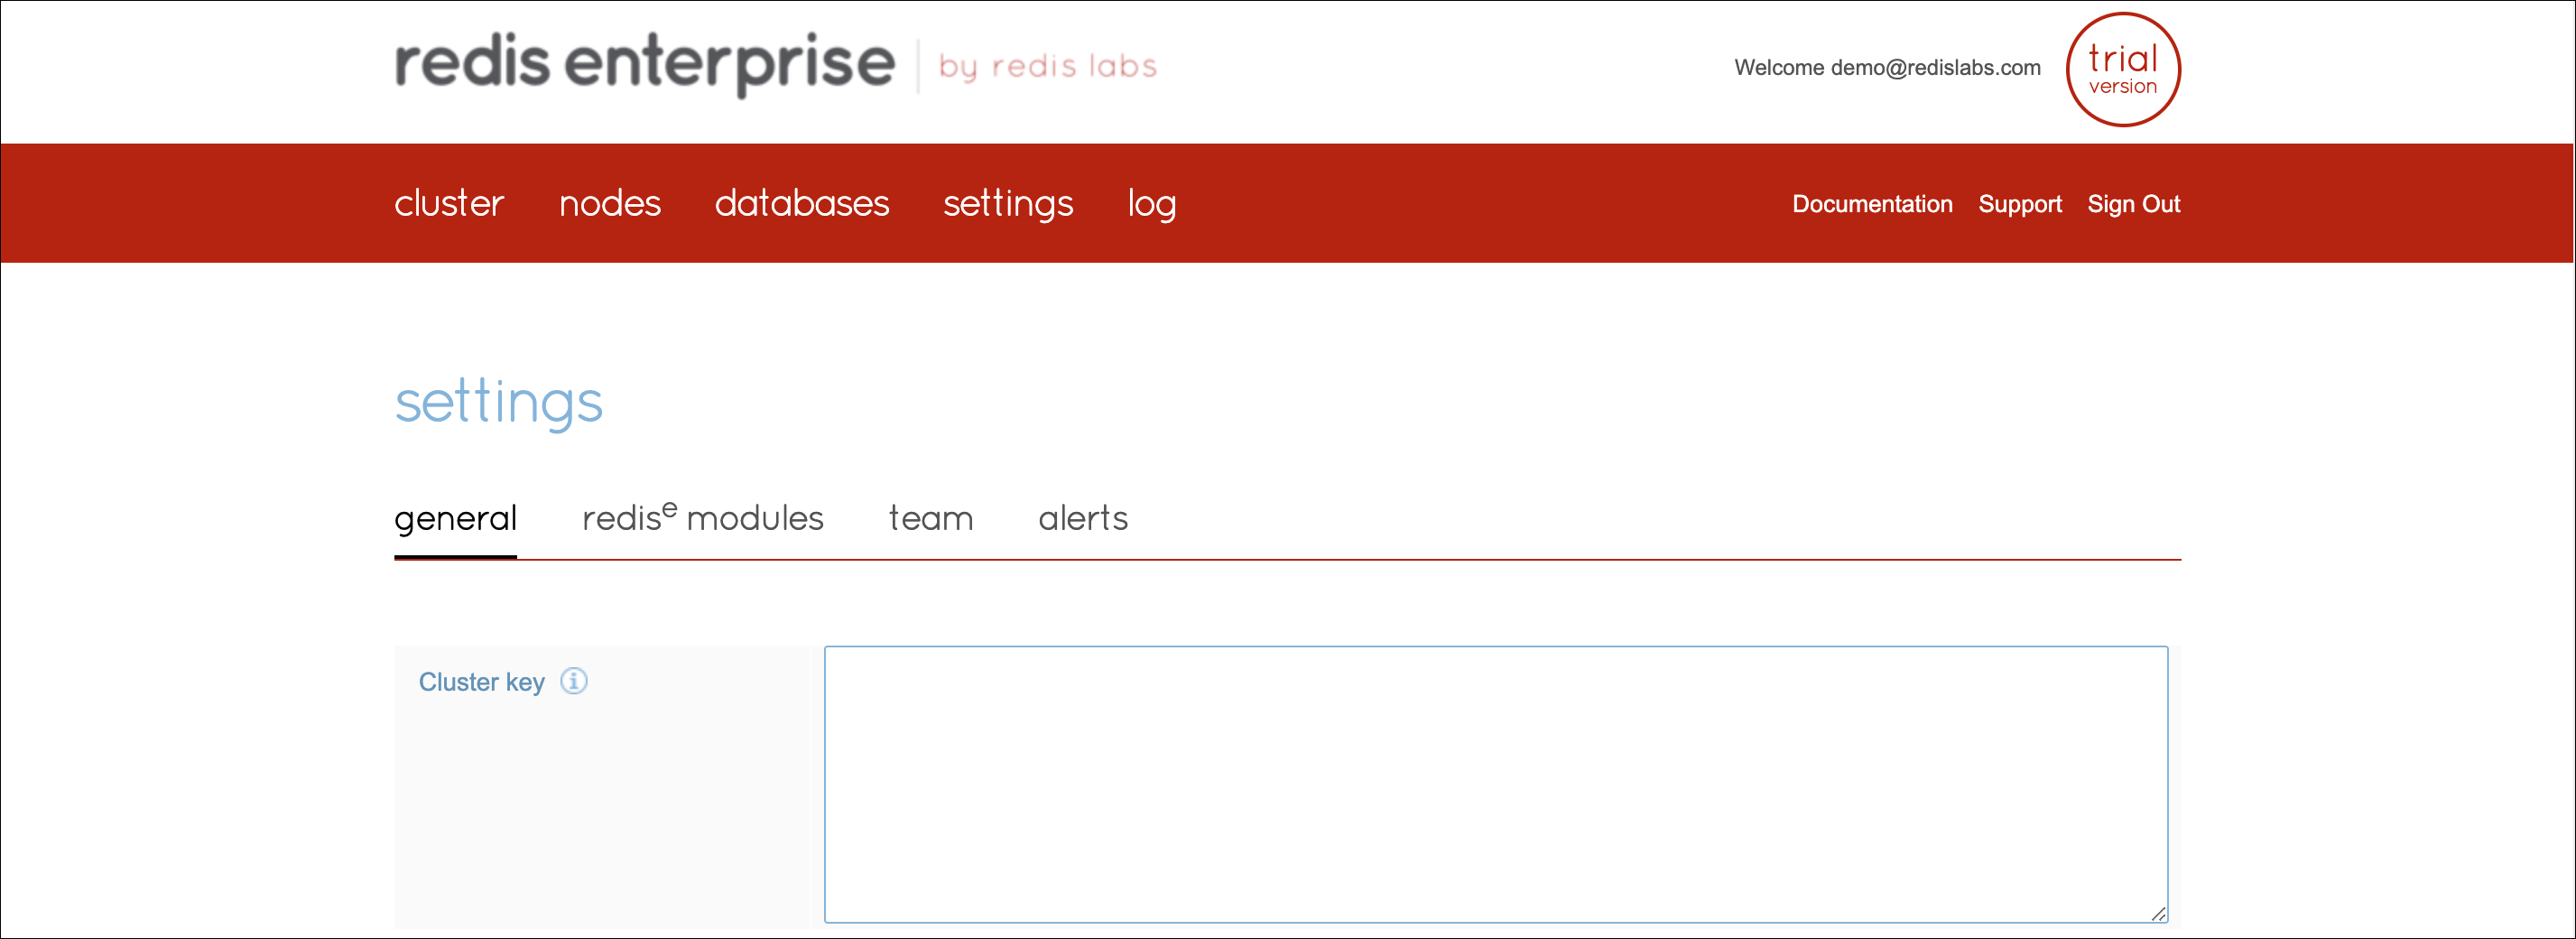 redis enterprise | by redis labs
Welcome demo@redislabs.com
trial
version
cluster nodes databases settings log
Documentation Support Sign Out
settings
general redisᵉ modules team alerts
Cluster key